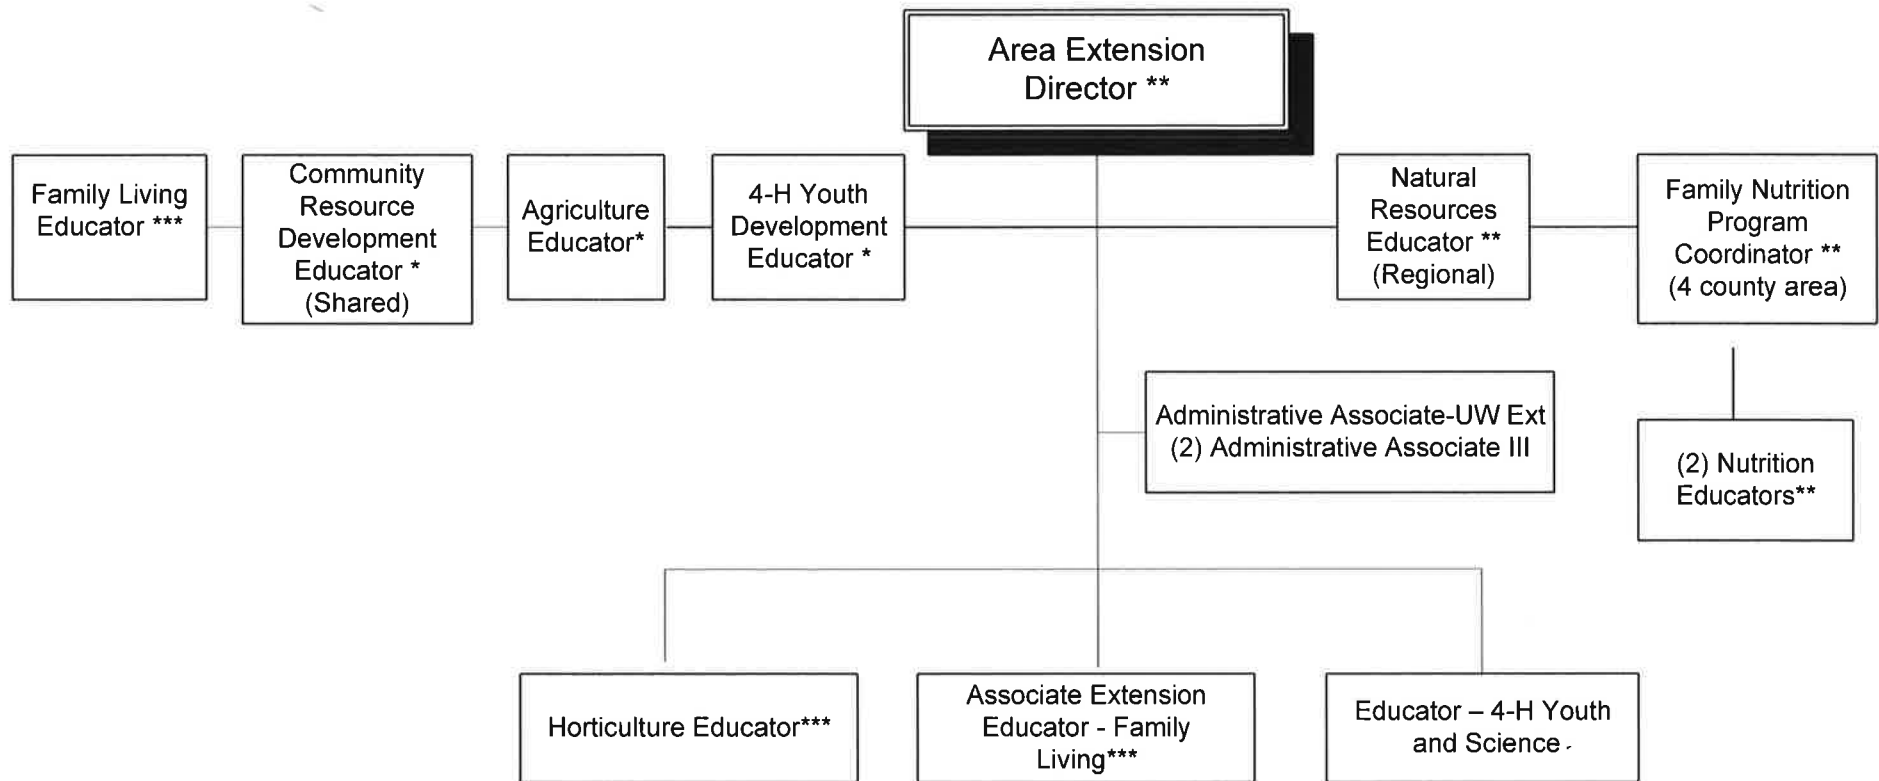 Area Extension
Director **
Family Living
Educator ***
Community
Resource
Development
Educator *
(Shared)
Agriculture
Educator*
4-H Youth
Development
Educator *
Natural
Resources
Educator **
(Regional)
Family Nutrition
Program
Coordinator **
(4 county area)
Administrative Associate-UW Ext
(2) Administrative Associate III
(2) Nutrition
Educators**
Horticulture Educator***
Associate Extension
Educator - Family
Living***
Educator – 4-H Youth
and Science